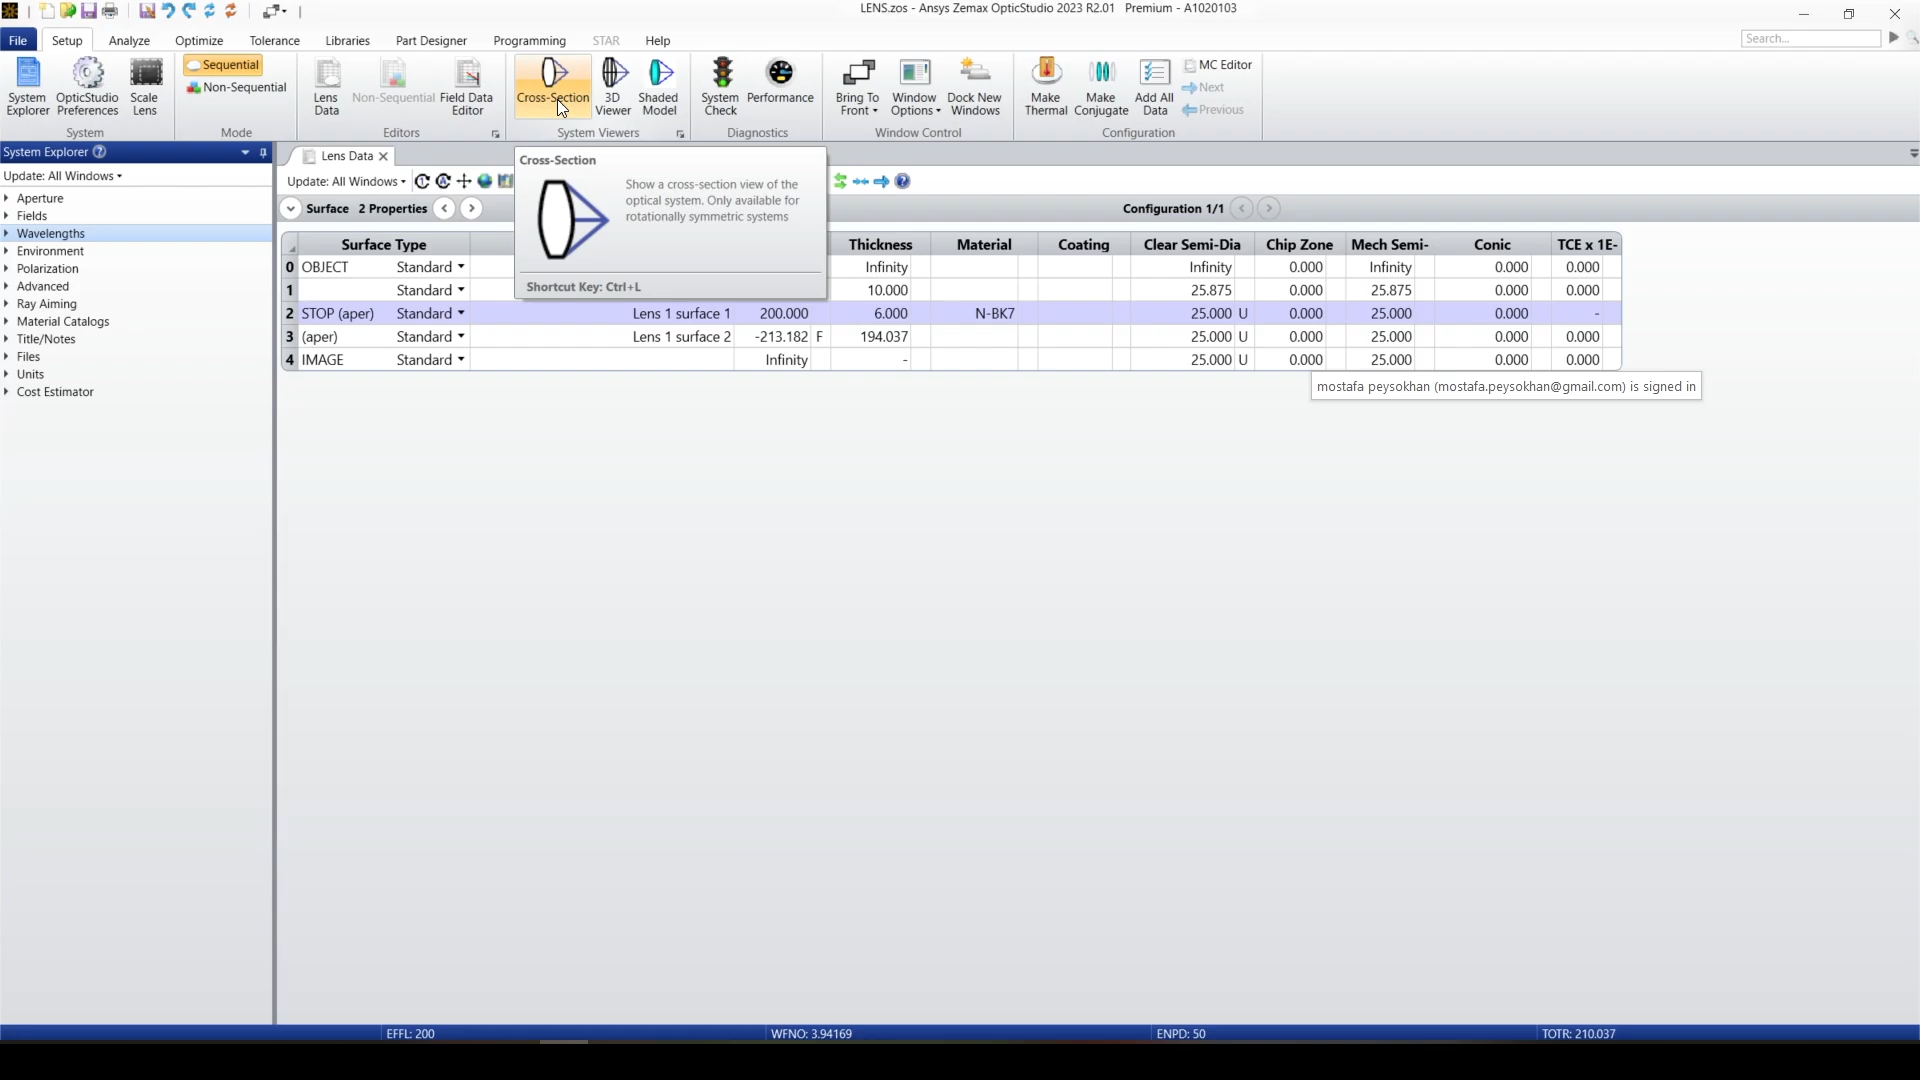 LENS.zos - Ansys Zemax OpticStudio 2023 R2.01 Premium - A1020103
File Setup Analyze Optimize Tolerance Libraries Part Designer Programming STAR Help
Search...
System Explorer
OpticStudio Preferences
Scale Lens
System
Sequential
Non-Sequential
Mode
Lens Data
Non-Sequential
Field Data Editor
Editors
Cross-Section
3D Viewer
Shaded Model
System Viewers
System Check
Performance
Diagnostics
Bring To Front
Window Options
Dock New Windows
Window Control
Make Thermal
Make Conjugate
Add All Data
MC Editor
Next
Previous
Configuration
System Explorer ?
Update: All Windows
Aperture
Fields
Wavelengths
Environment
Polarization
Advanced
Ray Aiming
Material Catalogs
Title/Notes
Files
Units
Cost Estimator
Lens Data
Update: All Windows
Surface 2 Properties
Configuration 1/1
Cross-Section
Show a cross-section view of the
optical system. Only available for
rotationally symmetric systems
Shortcut Key: Ctrl+L
Surface Type Thickness Material Coating Clear Semi-Dia Chip Zone Mech Semi- Conic TCE x 1E-
0 OBJECT Standard Infinity Infinity 0.000 Infinity 0.000 0.000
1 Standard 10.000 25.875 0.000 25.875 0.000 0.000
2 STOP (aper) Standard Lens 1 surface 1 200.000 6.000 N-BK7 25.000 U 0.000 25.000 0.000 -
3 (aper) Standard Lens 1 surface 2 -213.182 F 194.037 25.000 U 0.000 25.000 0.000 0.000
4 IMAGE Standard Infinity - 25.000 U 0.000 25.000 0.000 0.000
mostafa peysokhan (mostafa.peysokhan@gmail.com) is signed in
EFFL: 200 WFNO: 3.94169 ENPD: 50 TOTR: 210.037